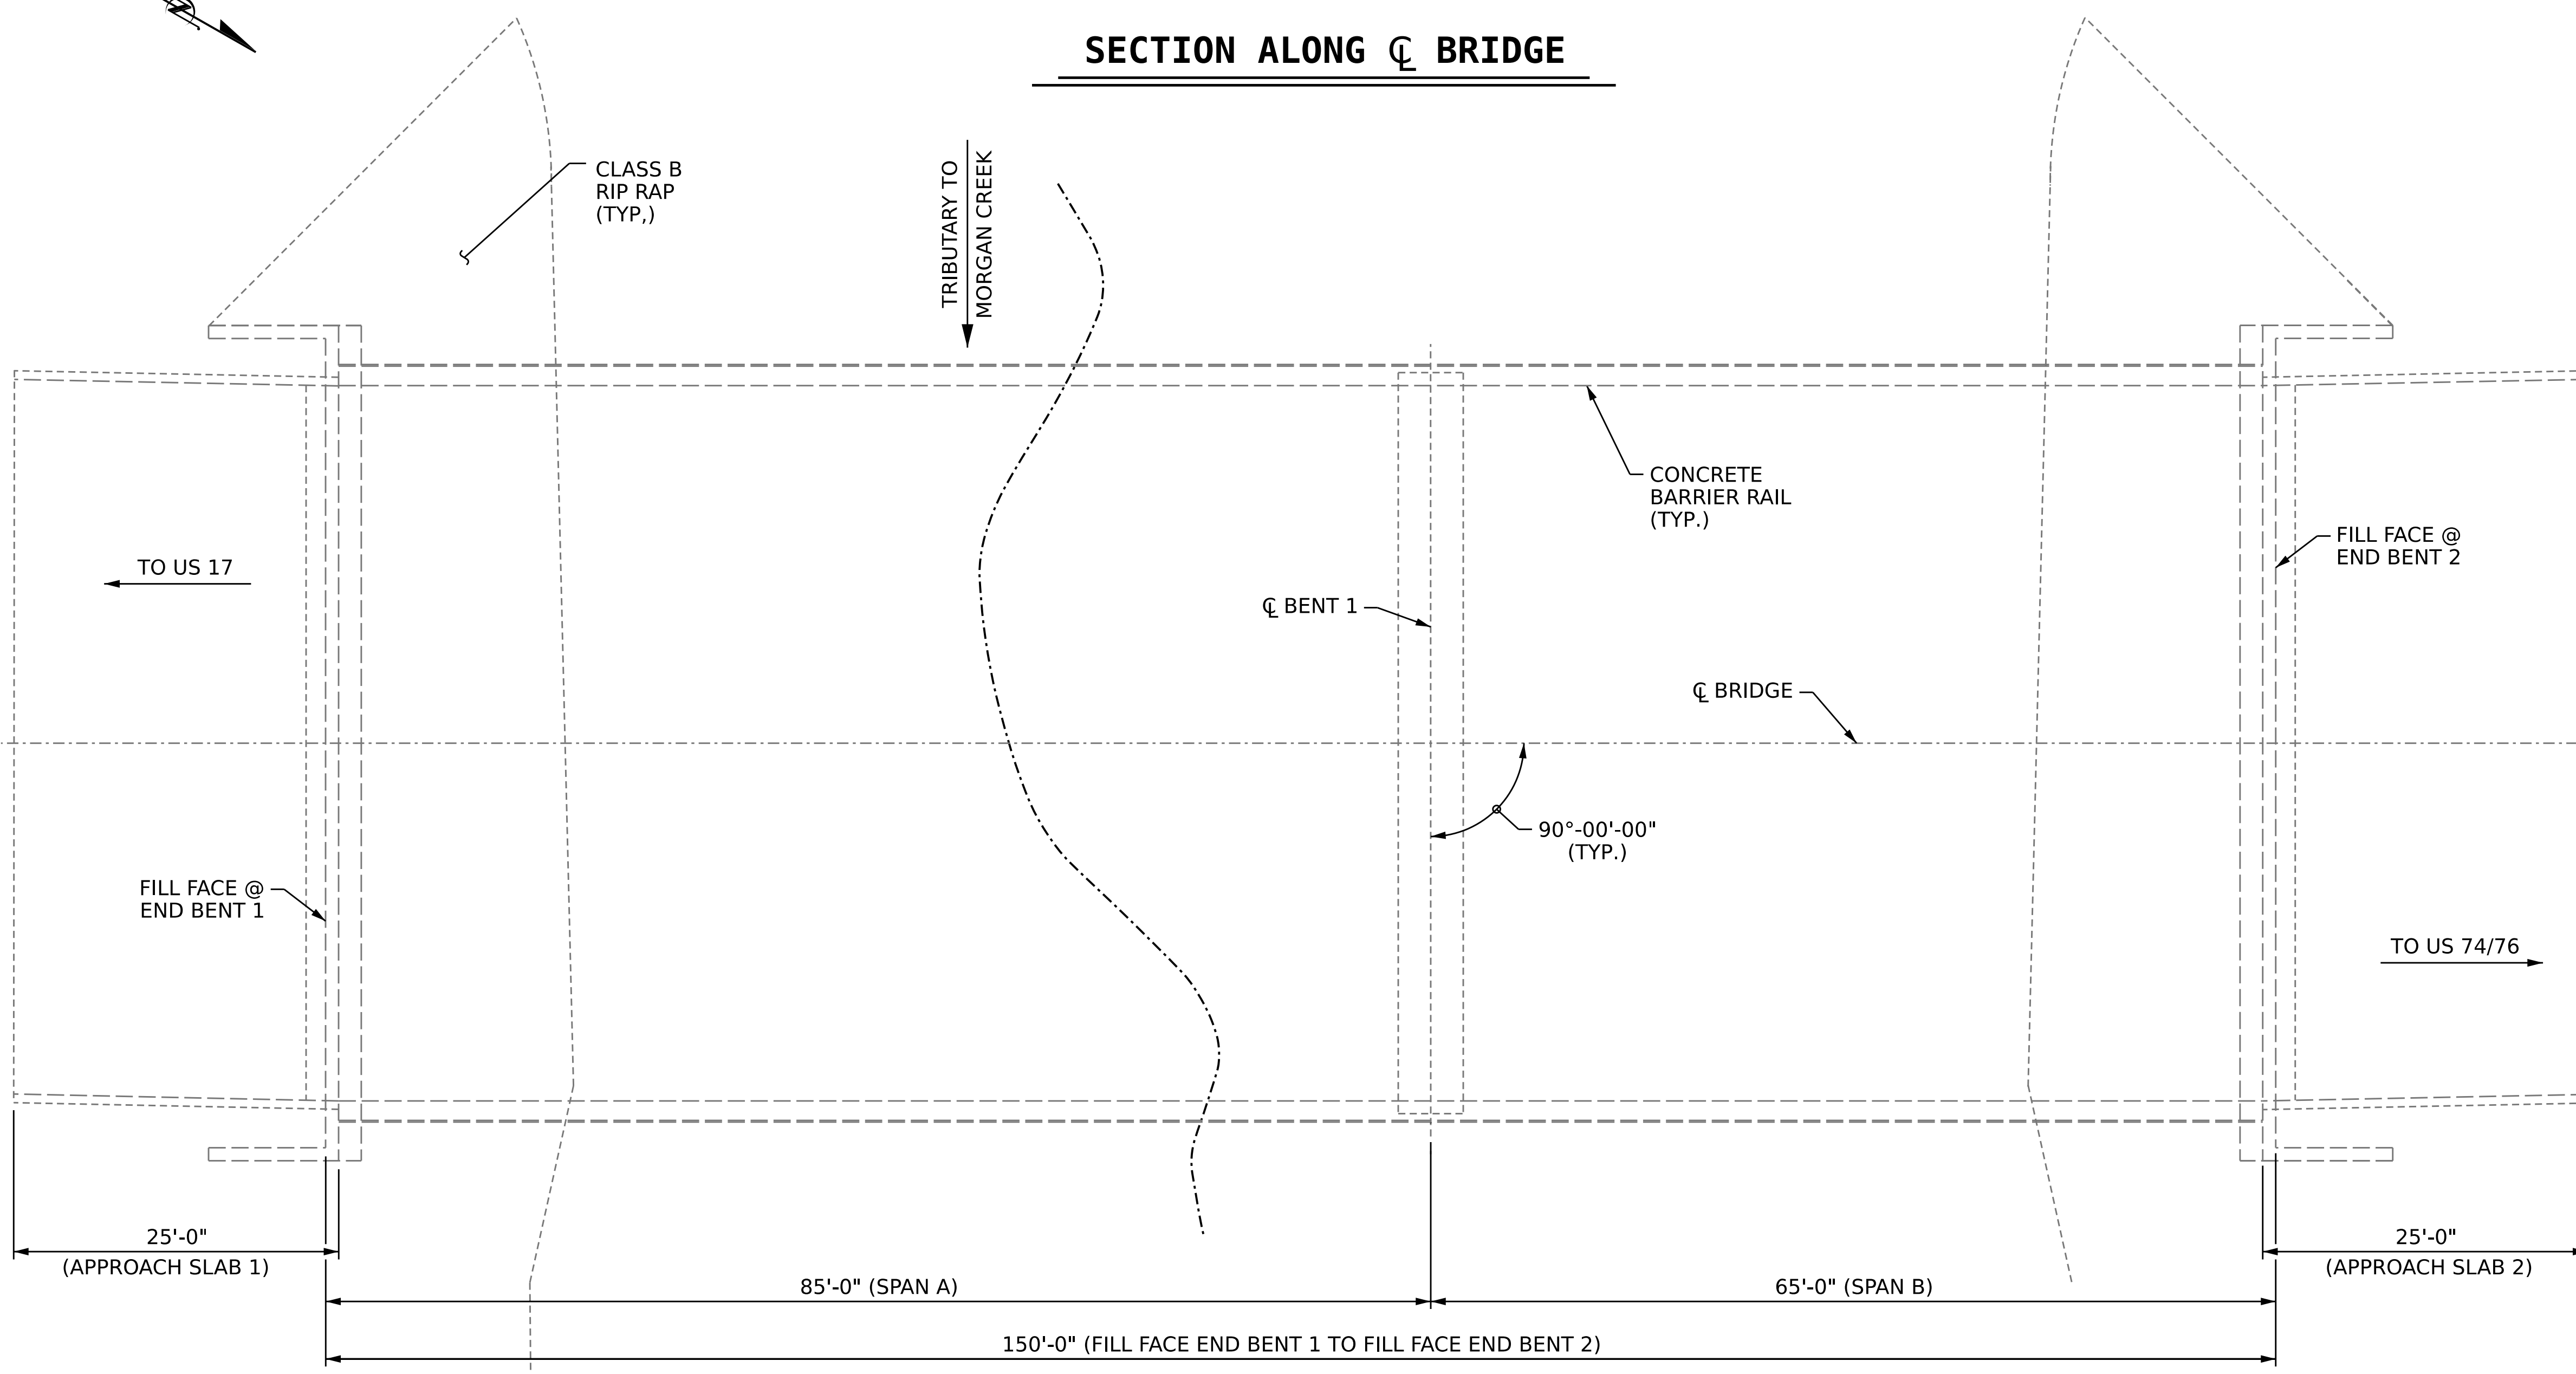 N
SECTION ALONG ℄ BRIDGE
CLASS B
RIP RAP
(TYP,)
TRIBUTARY TO
MORGAN CREEK
CONCRETE
BARRIER RAIL
(TYP.)
FILL FACE @
END BENT 2
TO US 17
℄ BENT 1
℄ BRIDGE
90°-00'-00"
(TYP.)
FILL FACE @
END BENT 1
TO US 74/76
25'-0"
(APPROACH SLAB 1)
25'-0"
(APPROACH SLAB 2)
85'-0" (SPAN A)
65'-0" (SPAN B)
150'-0" (FILL FACE END BENT 1 TO FILL FACE END BENT 2)